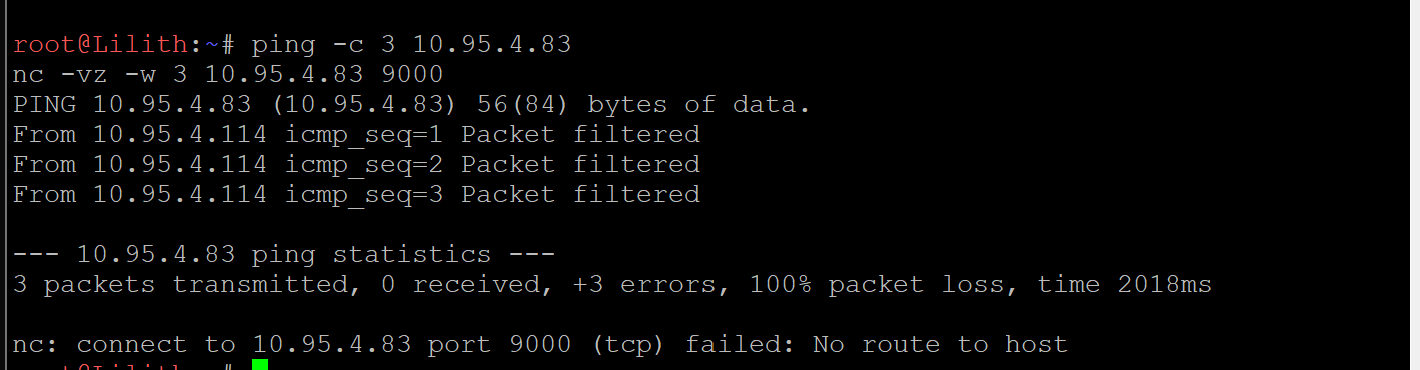 root@Lilith:~# ping -c 3 10.95.4.83
nc -vz -w 3 10.95.4.83 9000
PING 10.95.4.83 (10.95.4.83) 56(84) bytes of data.
From 10.95.4.114 icmp_seq=1 Packet filtered
From 10.95.4.114 icmp_seq=2 Packet filtered
From 10.95.4.114 icmp_seq=3 Packet filtered
--- 10.95.4.83 ping statistics ---
3 packets transmitted, 0 received, +3 errors, 100% packet loss, time 2018ms
nc: connect to 10.95.4.83 port 9000 (tcp) failed: No route to host
root@Lilith:~#